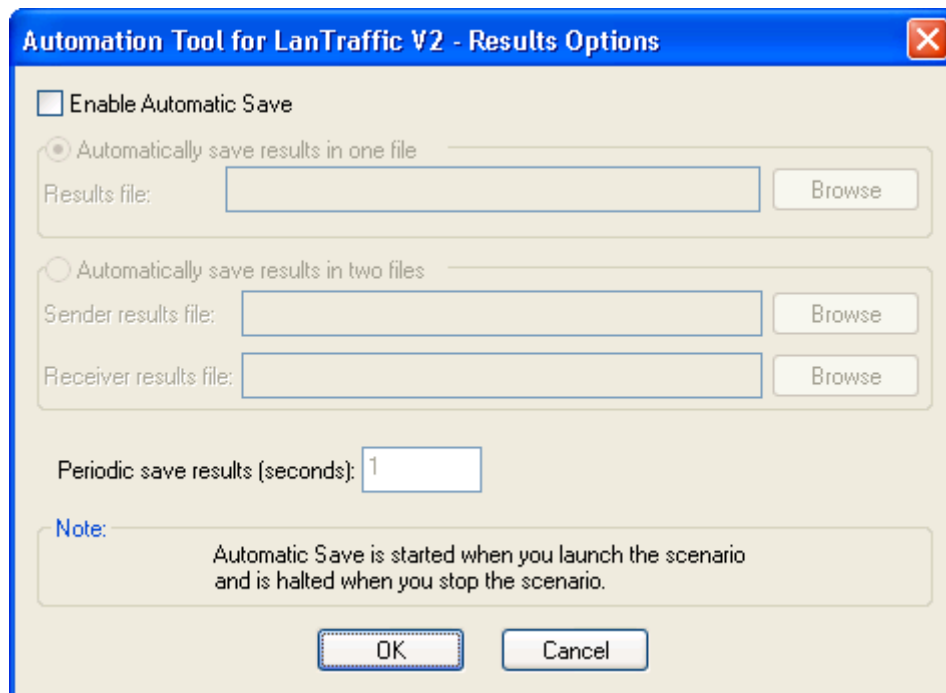 Automation Tool for LanTraffic V2 - Results Options
Enable Automatic Save
Automatically save results in one file
Results file:
Browse
Automatically save results in two files
Sender results file:
Browse
Receiver results file:
Browse
Periodic save results (seconds): 1
Note:
Automatic Save is started when you launch the scenario
and is halted when you stop the scenario.
OK
Cancel